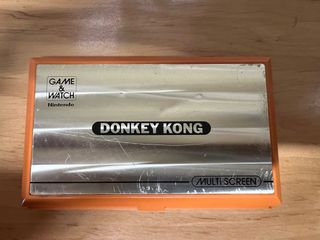 GAME
&
WATCH
Nintendo
DONKEY KONG
MULTI SCREEN